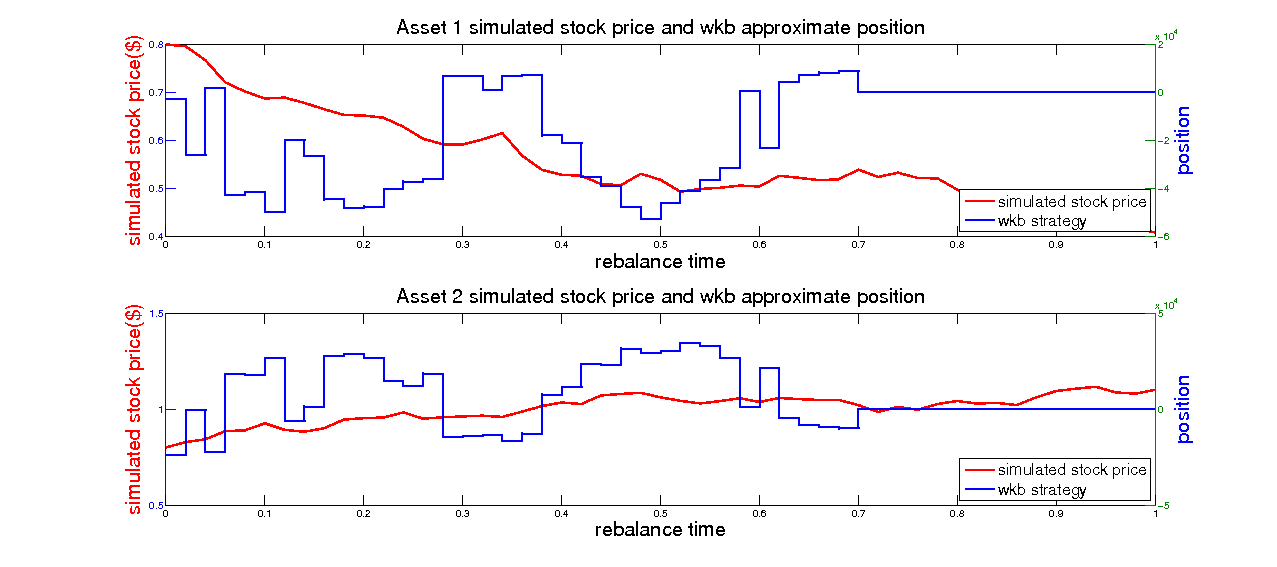 Asset 1 simulated stock price and wkb approximate position
simulated stock price($)
0.8
0.7
0.6
0.5
0.4
x 10^4
2
0
-2
-4
-6
position
simulated stock price
wkb strategy
0 0.1 0.2 0.3 0.4 0.5 0.6 0.7 0.8 0.9 1
rebalance time
Asset 2 simulated stock price and wkb approximate position
simulated stock price($)
1.5
1
0.5
x 10^4
5
0
-5
position
simulated stock price
wkb strategy
0 0.1 0.2 0.3 0.4 0.5 0.6 0.7 0.8 0.9 1
rebalance time